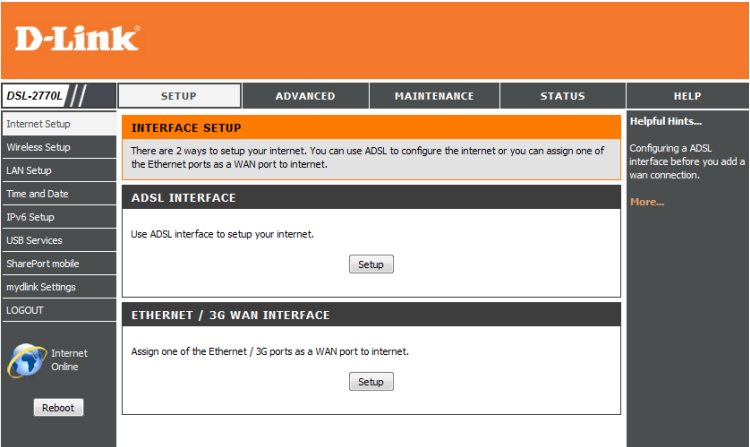 D-Link
DSL-2770L
SETUP
ADVANCED
MAINTENANCE
STATUS
HELP
Internet Setup
Wireless Setup
LAN Setup
Time and Date
IPv6 Setup
USB Services
SharePort mobile
mydlink Settings
LOGOUT
Internet
Online
Reboot
INTERFACE SETUP
There are 2 ways to setup your internet. You can use ADSL to configure the internet or you can assign one of
the Ethernet ports as a WAN port to internet.
ADSL INTERFACE
Use ADSL interface to setup your internet.
Setup
ETHERNET / 3G WAN INTERFACE
Assign one of the Ethernet / 3G ports as a WAN port to internet.
Setup
Helpful Hints...
Configuring a ADSL
interface before you add a
wan connection.
More...